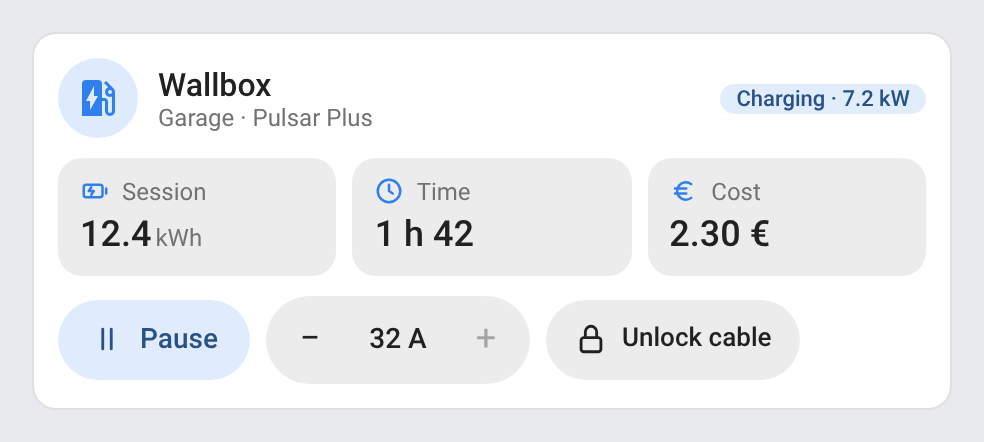 Wallbox
Garage · Pulsar Plus
Charging · 7.2 kW
Session
12.4 kWh
Time
1 h 42
Cost
2.30 €
Pause
− 32 A +
Unlock cable